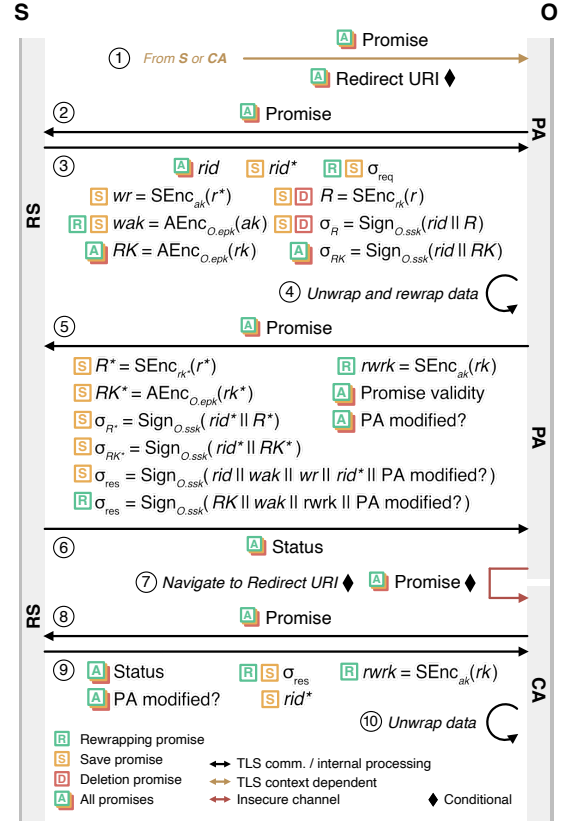 S O
① From S or CA
A Promise
A Redirect URI ♦
② A Promise
PA
③ A rid S rid* R S σreq
S wr = SEncak(r*) S D R = SEncrk(r)
RS
R S wak = AEncO.epk(ak) S D σR = SignO.ssk(rid || R)
A RK = AEncO.epk(rk) A σRK = SignO.ssk(rid || RK)
④ Unwrap and rewrap data
⑤ A Promise
S R* = SEncrk*(r*) R rwrk = SEncak(rk)
S RK* = AEncO.epk(rk*) A Promise validity
S σR* = SignO.ssk(rid* || R*) A PA modified?
PA
S σRK* = SignO.ssk(rid* || RK*)
S σres = SignO.ssk(rid || wak || wr || rid* || PA modified?)
R σres = SignO.ssk(RK || wak || rwrk || PA modified?)
⑥ A Status
⑦ Navigate to Redirect URI ♦ A Promise ♦
RS
⑧ A Promise
⑨ A Status R S σres R rwrk = SEncak(rk)
A PA modified? S rid*
CA
⑩ Unwrap data
R Rewrapping promise
S Save promise
D Deletion promise
A All promises
TLS comm. / internal processing
TLS context dependent
Insecure channel
♦ Conditional